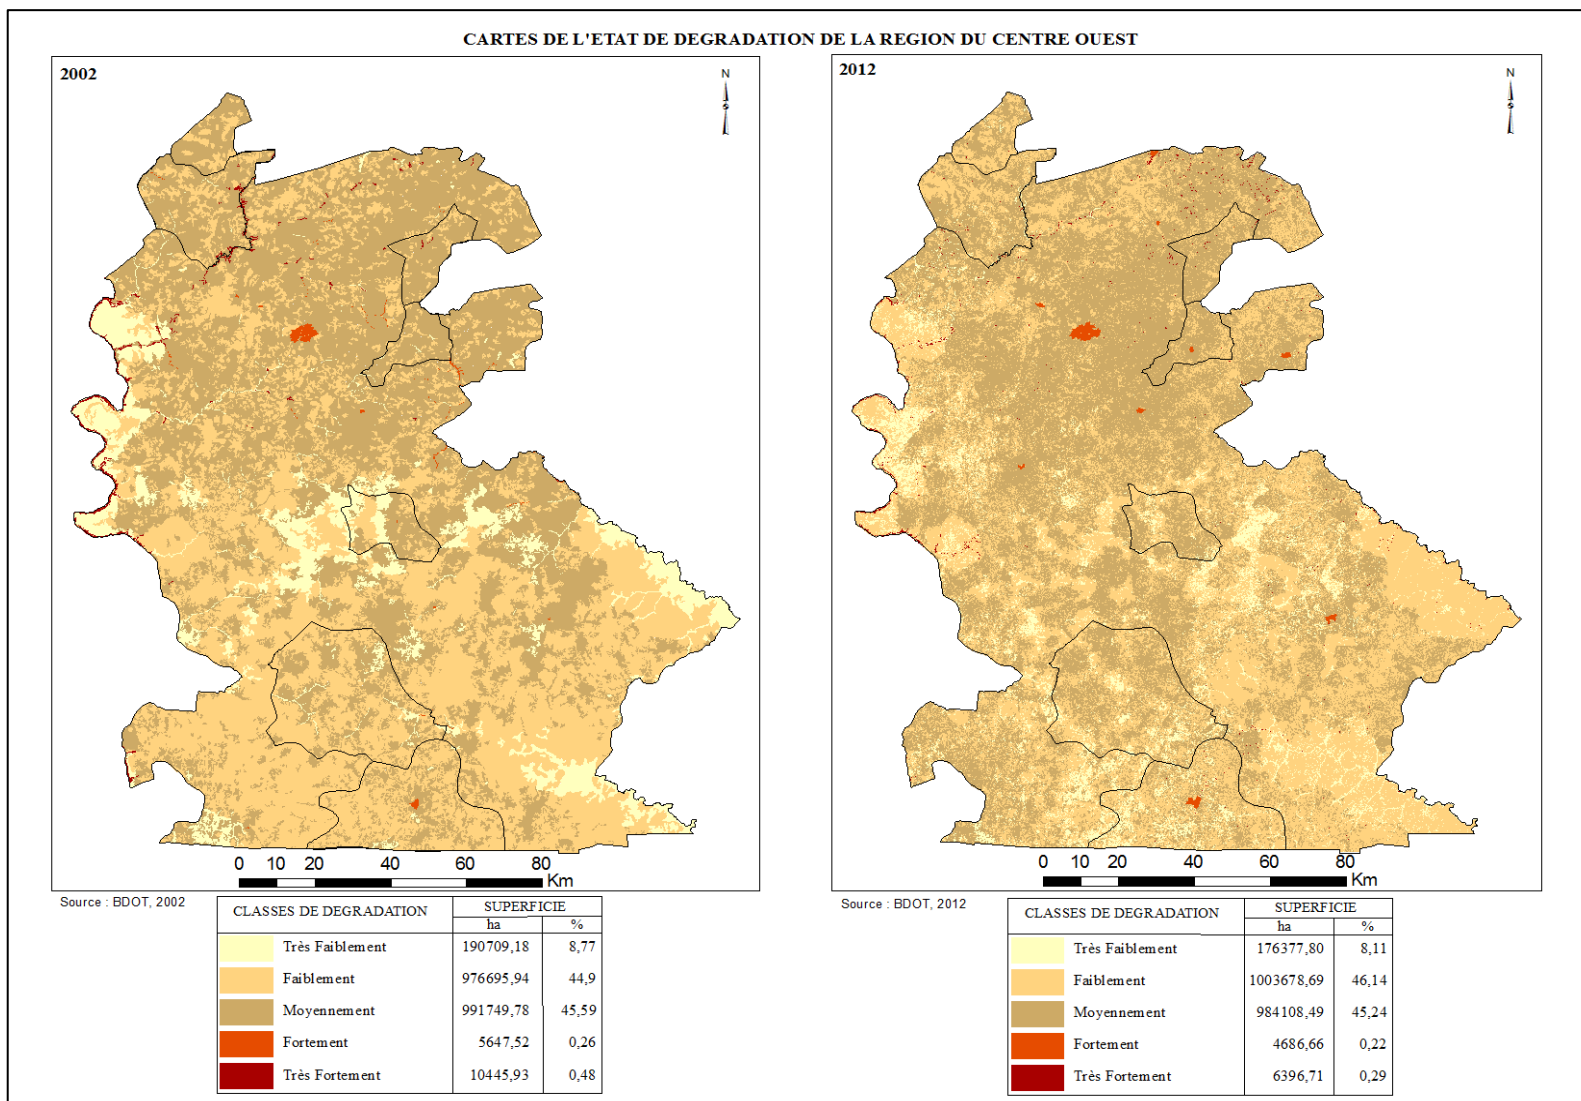 CARTES DE L'ETAT DE DEGRADATION DE LA REGION DU CENTRE OUEST
2002
N
S
0 10 20 40 60 80
Km
Source : BDOT, 2002
CLASSES DE DEGRADATION SUPERFICIE
ha %
Très Faiblement 190709,18 8,77
Faiblement 976695,94 44,9
Moyennement 991749,78 45,59
Fortement 5647,52 0,26
Très Fortement 10445,93 0,48
2012
N
S
0 10 20 40 60 80
Km
Source : BDOT, 2012
CLASSES DE DEGRADATION SUPERFICIE
ha %
Très Faiblement 176377,80 8,11
Faiblement 1003678,69 46,14
Moyennement 984108,49 45,24
Fortement 4686,66 0,22
Très Fortement 6396,71 0,29